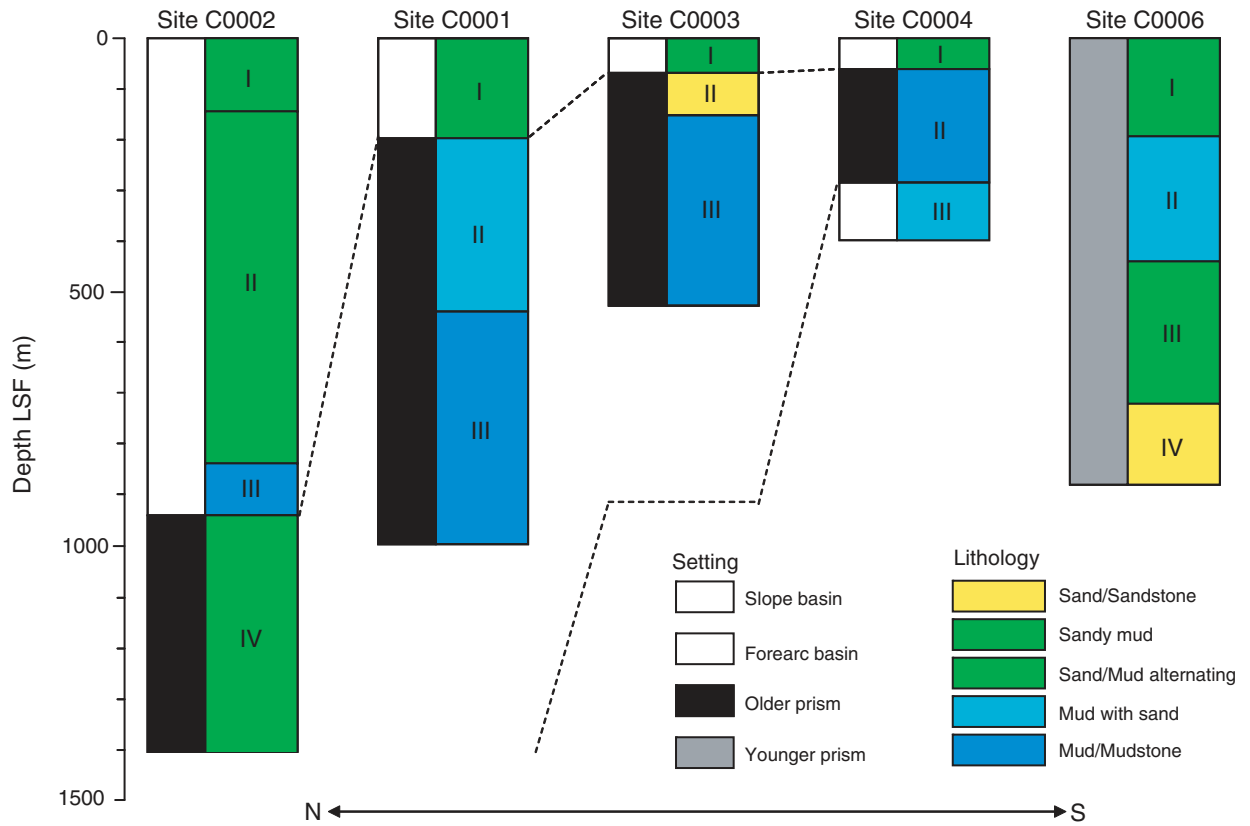 Site C0002
Site C0001
Site C0003
Site C0004
Site C0006
Depth LSF (m)
0
500
1000
1500
I
II
III
IV
I
II
III
I
II
III
I
II
III
I
II
III
IV
Setting
Slope basin
Forearc basin
Older prism
Younger prism
Lithology
Sand/Sandstone
Sandy mud
Sand/Mud alternating
Mud with sand
Mud/Mudstone
N
S